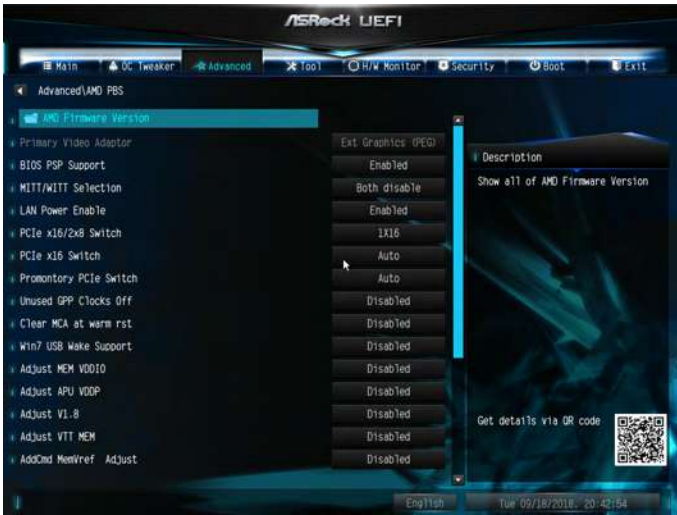 ASRock UEFI
Main OC Tweaker Advanced Tool H/W Monitor Security Boot Exit
Advanced\AMD PBS
AMD Firmware Version
Primary Video Adaptor Ext Graphics (PEG)
BIOS PSP Support Enabled
MITT/WITT Selection Both disable
LAN Power Enable Enabled
PCIe x16/2x8 Switch 1X16
PCIe x16 Switch Auto
Promontory PCIe Switch Auto
Unused GPP Clocks Off Disabled
Clear MCA at warm rst Disabled
Win7 USB Wake Support Disabled
Adjust MEM VDDIO Disabled
Adjust APU VDDP Disabled
Adjust V1.8 Disabled
Adjust VTT MEM Disabled
AddCmd MemVref Adjust Disabled
Description
Show all of AMD Firmware Version
Get details via QR code
English Tue 09/18/2018. 20:42:54